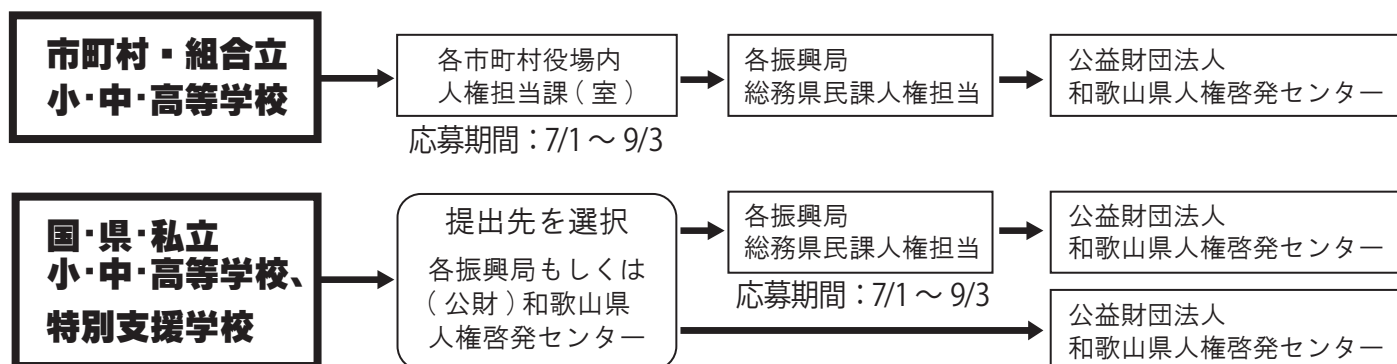 市町村・組合立
小・中・高等学校
各市町村役場内
人権担当課（室）
応募期間：7/1～9/3
各振興局
総務県民課人権担当
公益財団法人
和歌山県人権啓発センター
国・県・私立
小・中・高等学校、
特別支援学校
提出先を選択
各振興局もしくは
（公財）和歌山県
人権啓発センター
各振興局
総務県民課人権担当
応募期間：7/1～9/3
公益財団法人
和歌山県人権啓発センター
公益財団法人
和歌山県人権啓発センター